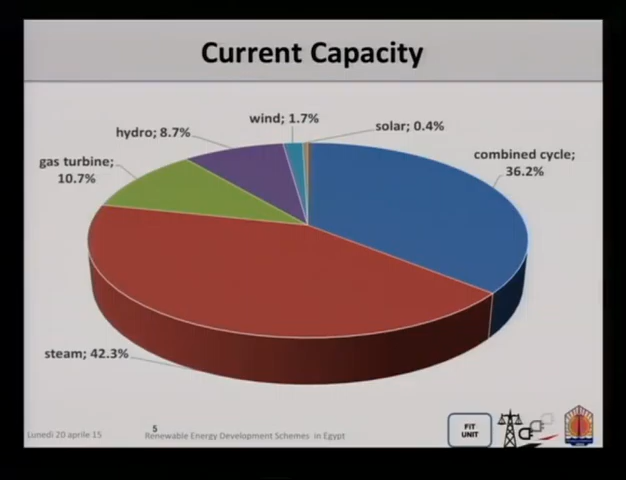 Current Capacity
wind; 1.7%
solar; 0.4%
hydro; 8.7%
combined cycle;
36.2%
gas turbine;
10.7%
steam; 42.3%
Lunedì 20 aprile 15
5
Renewable Energy Development Schemes in Egypt
FIT
UNIT